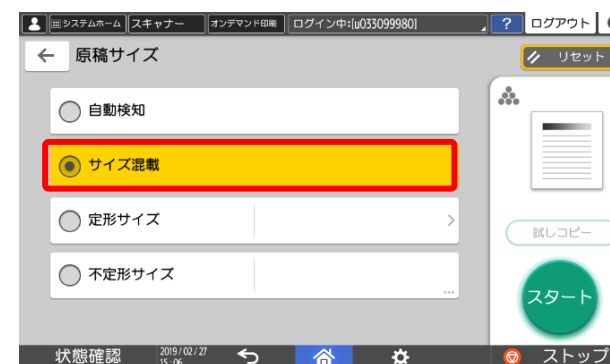 システムホーム スキャナー オンデマンド印刷 ログイン中:[u033099980] ? ログアウト
← 原稿サイズ リセット
自動検知
サイズ混載
定形サイズ >
不定形サイズ ...
試しコピー
スタート
状態確認 2019/02/27 15:06 ストップ